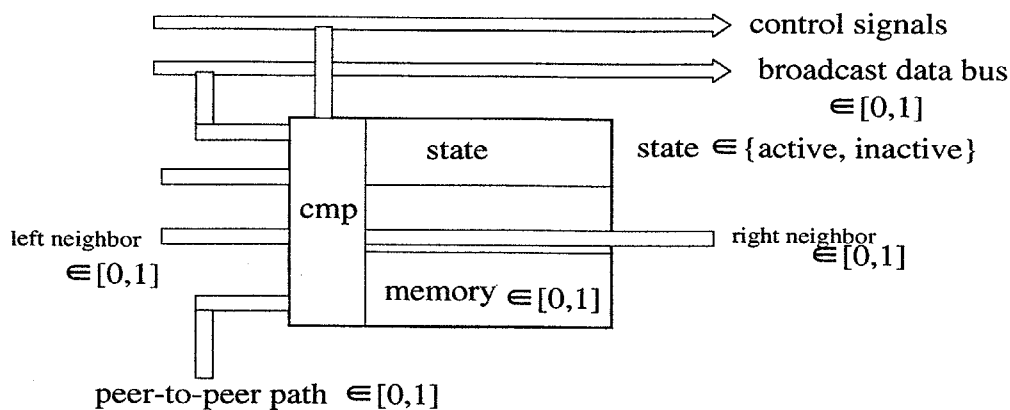 control signals
broadcast data bus
∈[0,1]
state
state ∈ {active, inactive}
cmp
left neighbor
∈[0,1]
right neighbor
∈[0,1]
memory ∈[0,1]
peer-to-peer path ∈[0,1]